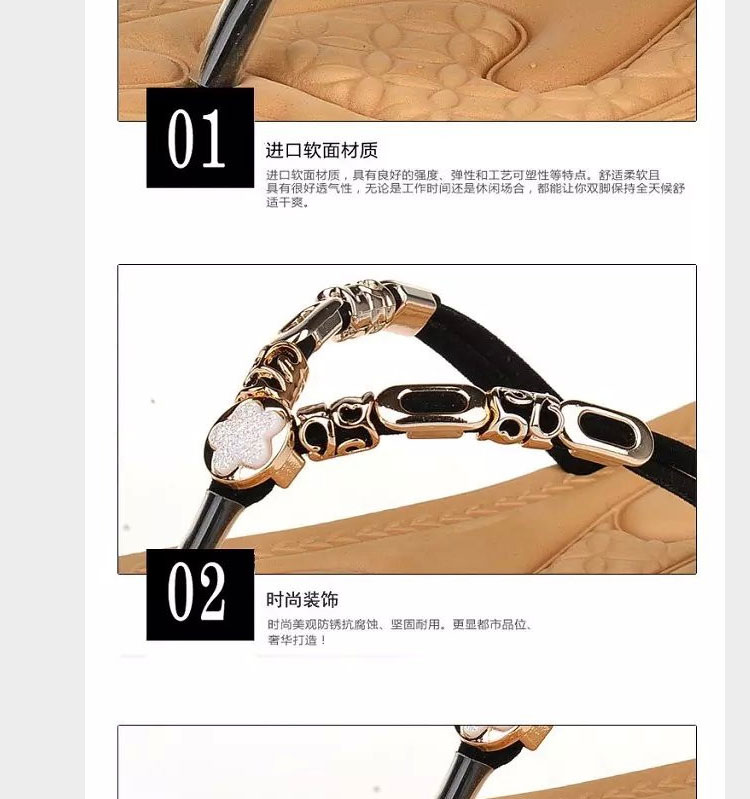 01
进口软面材质
进口软面材质，具有良好的强度、弹性和工艺可塑性等特点。舒适柔软且
具有很好透气性，无论是工作时间还是休闲场合，都能让你双脚保持全天候舒
适干爽。
02
时尚装饰
时尚美观防锈抗腐蚀、坚固耐用。更显都市品位、
奢华打造！